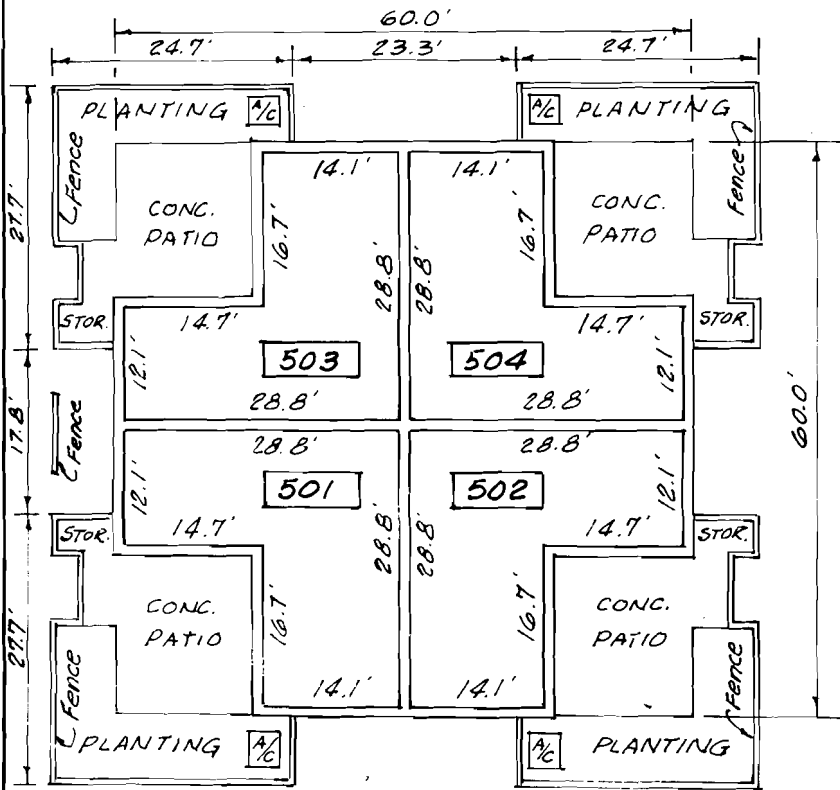 60.0'
24.7' 23.3' 24.7'
PLANTING A/C A/C PLANTING
Fence Fence
27.7' 14.1' 14.1'
CONC. CONC.
PATIO PATIO
16.7' 28.8' 28.8' 16.7'
STOR. 14.7' 14.7' STOR.
12.1' 503 504 12.1'
28.8' 28.8'
17.8' Fence 60.0'
28.8' 28.8'
12.1' 501 502 12.1'
STOR. 14.7' 14.7' STOR.
28.8' 28.8'
CONC. CONC.
PATIO PATIO
16.7' 16.7'
27.7' Fence Fence
14.1' 14.1'
PLANTING A/C A/C PLANTING